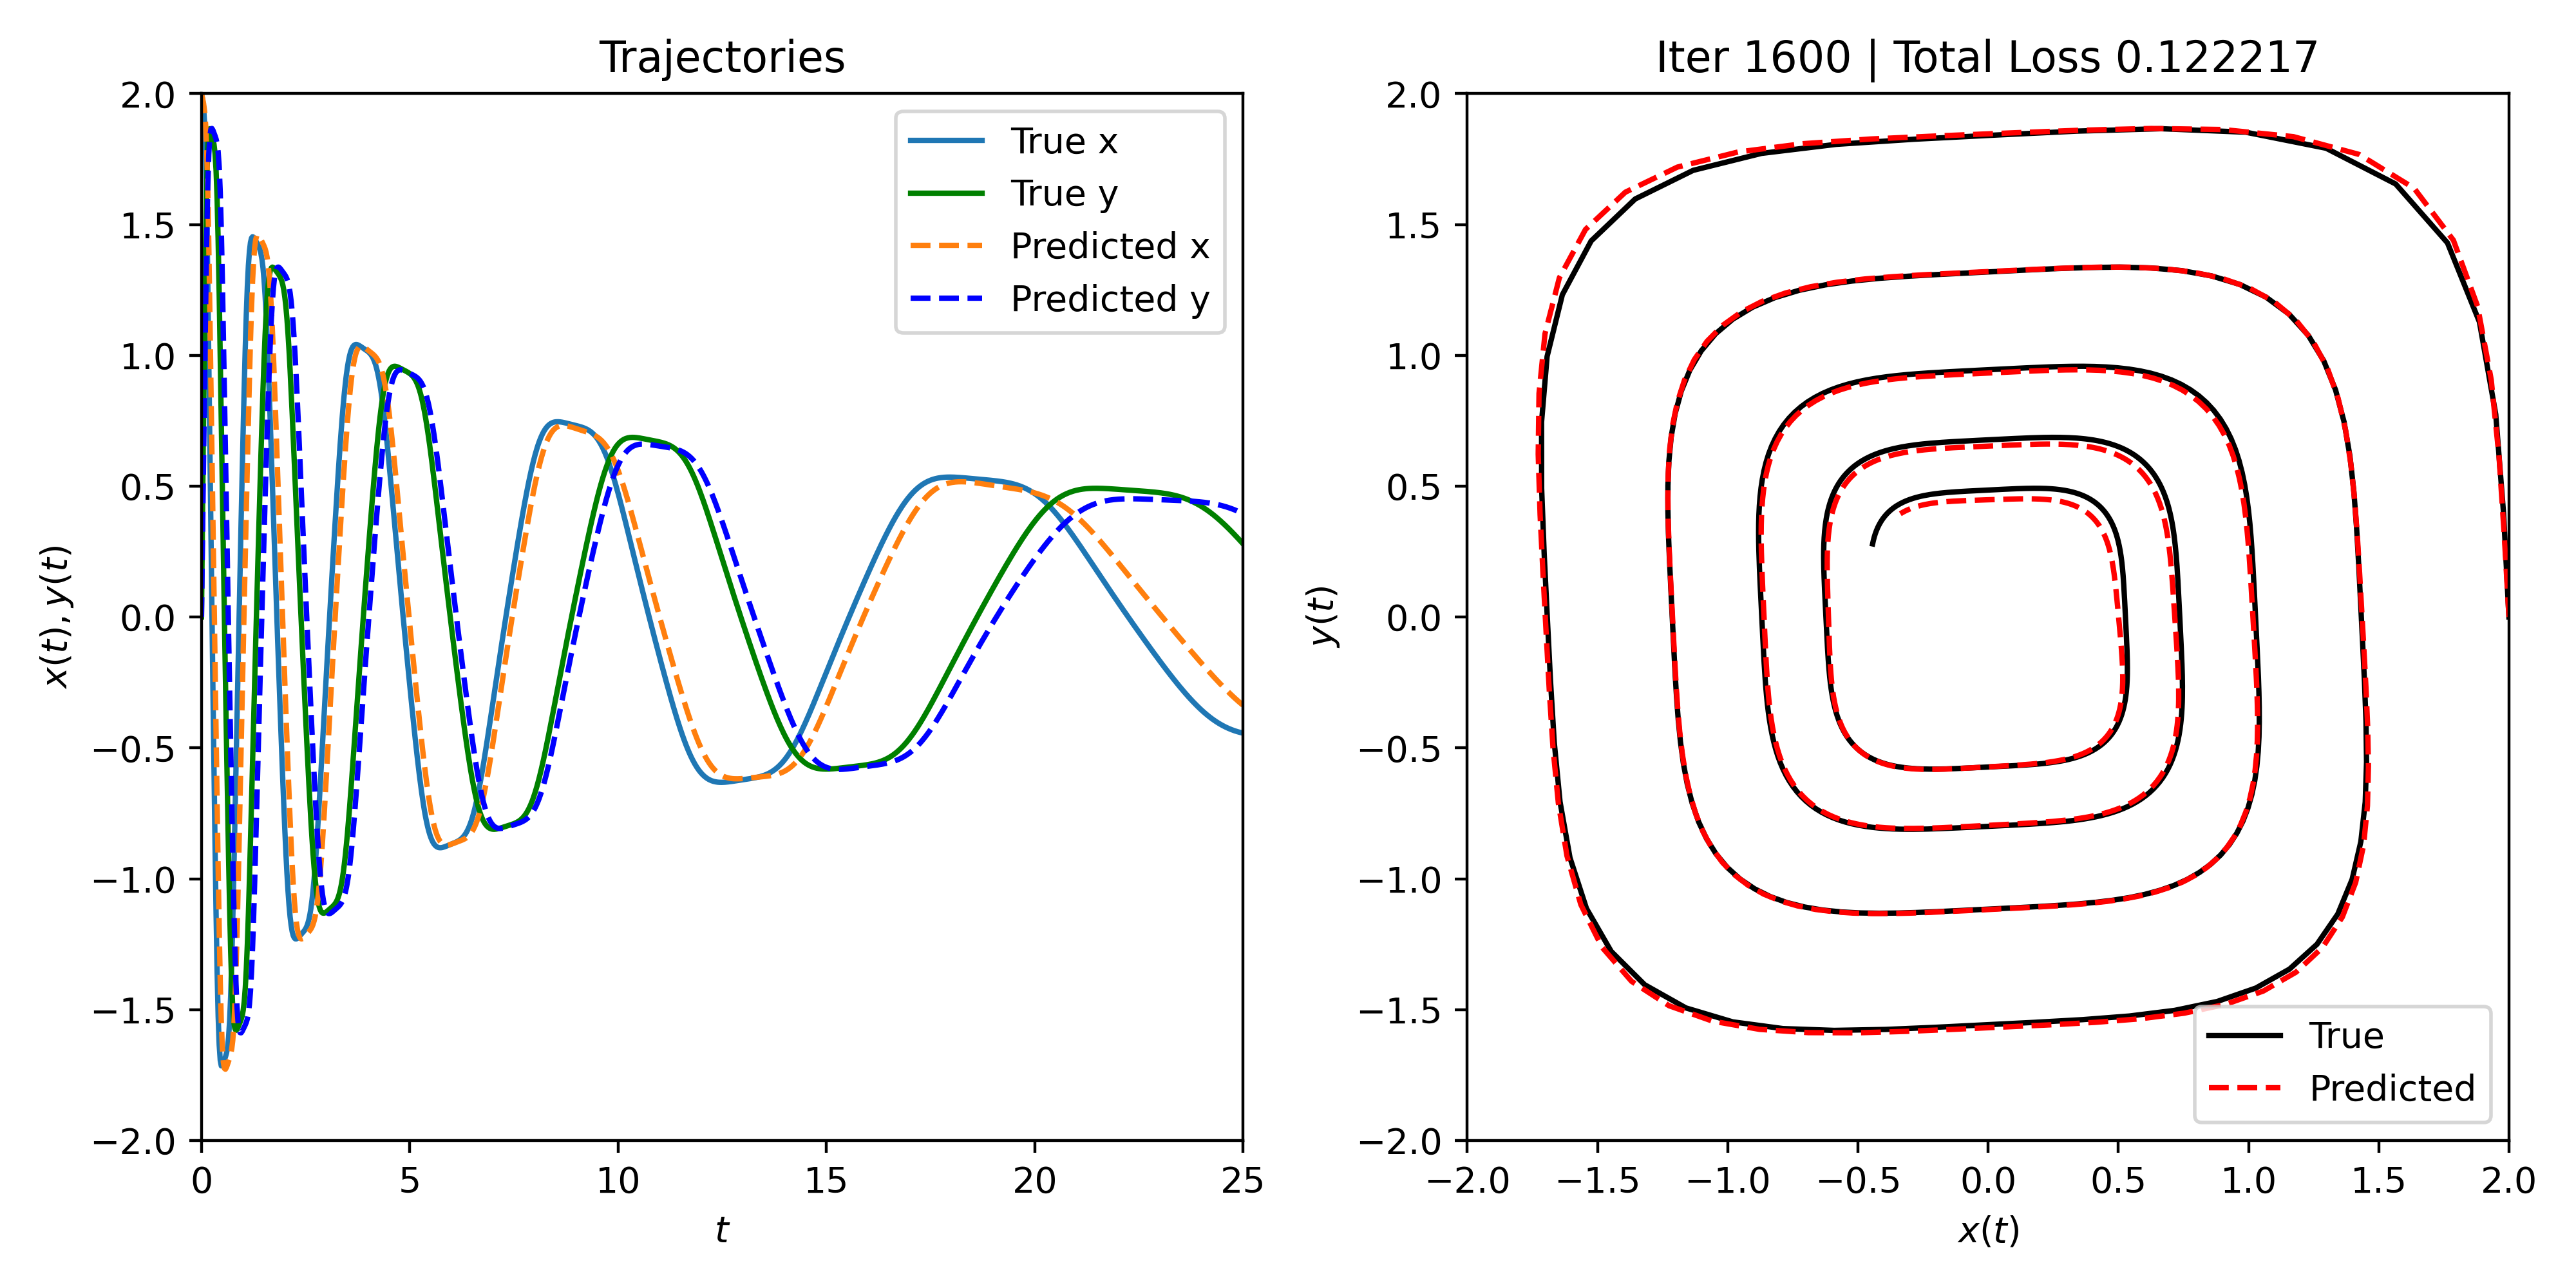 Trajectories
2.0
1.5
1.0
0.5
0.0
−0.5
−1.0
−1.5
−2.0
x(t), y(t)
0 5 10 15 20 25
t
True x
True y
Predicted x
Predicted y
Iter 1600 | Total Loss 0.122217
2.0
1.5
1.0
0.5
0.0
−0.5
−1.0
−1.5
−2.0
y(t)
−2.0 −1.5 −1.0 −0.5 0.0 0.5 1.0 1.5 2.0
x(t)
True
Predicted